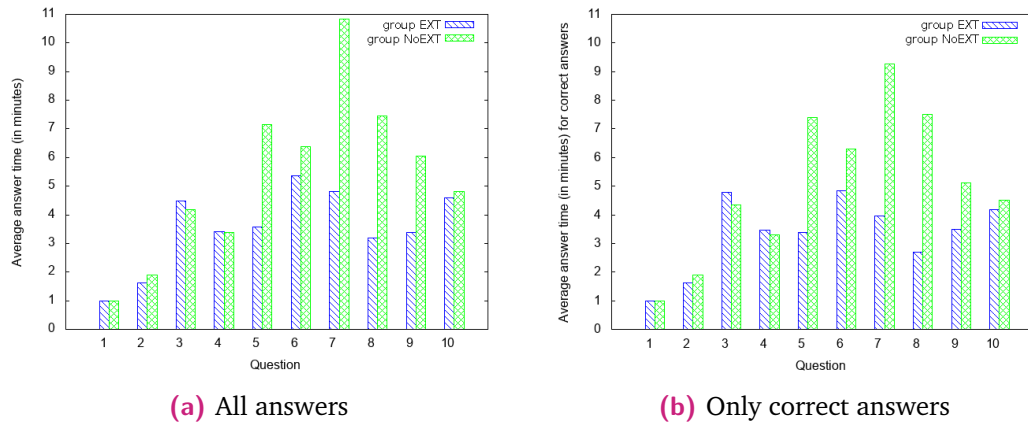 group EXT
group NoEXT
11
10
9
8
7
6
5
4
3
2
1
0
Average answer time (in minutes)
1 2 3 4 5 6 7 8 9 10
Question
(a) All answers
group EXT
group NoEXT
11
10
9
8
7
6
5
4
3
2
1
0
Average answer time (in minutes) for correct answers
1 2 3 4 5 6 7 8 9 10
Question
(b) Only correct answers